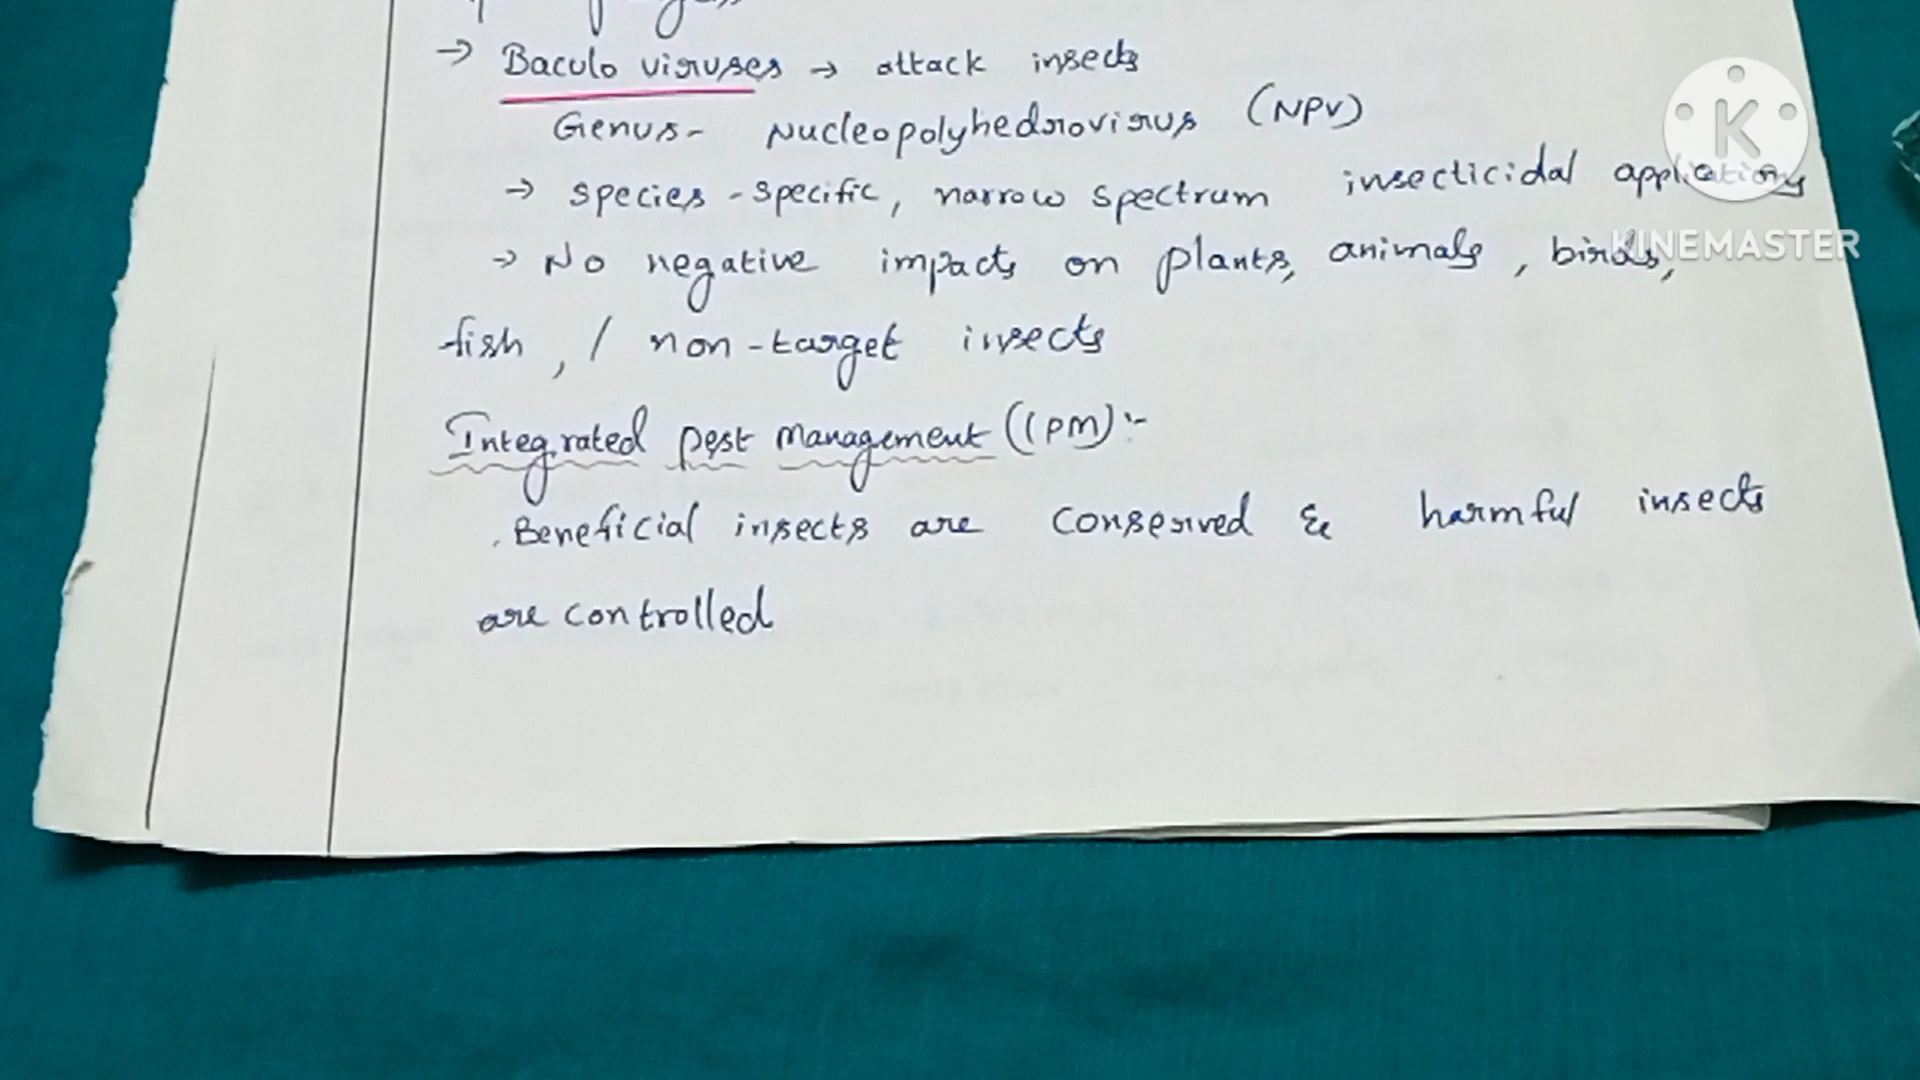 → Baculo viruses → attack insects
Genus- Nucleopolyhedrovirus (NPV)
→ species - specific, narrow spectrum insecticidal applications
→ No negative impacts on plants, animals, birds,
fish, / non-target insects
Integrated pest management (IPM):-
. Beneficial insects are conserved & harmful insects
are controlled
K
KINEMASTER